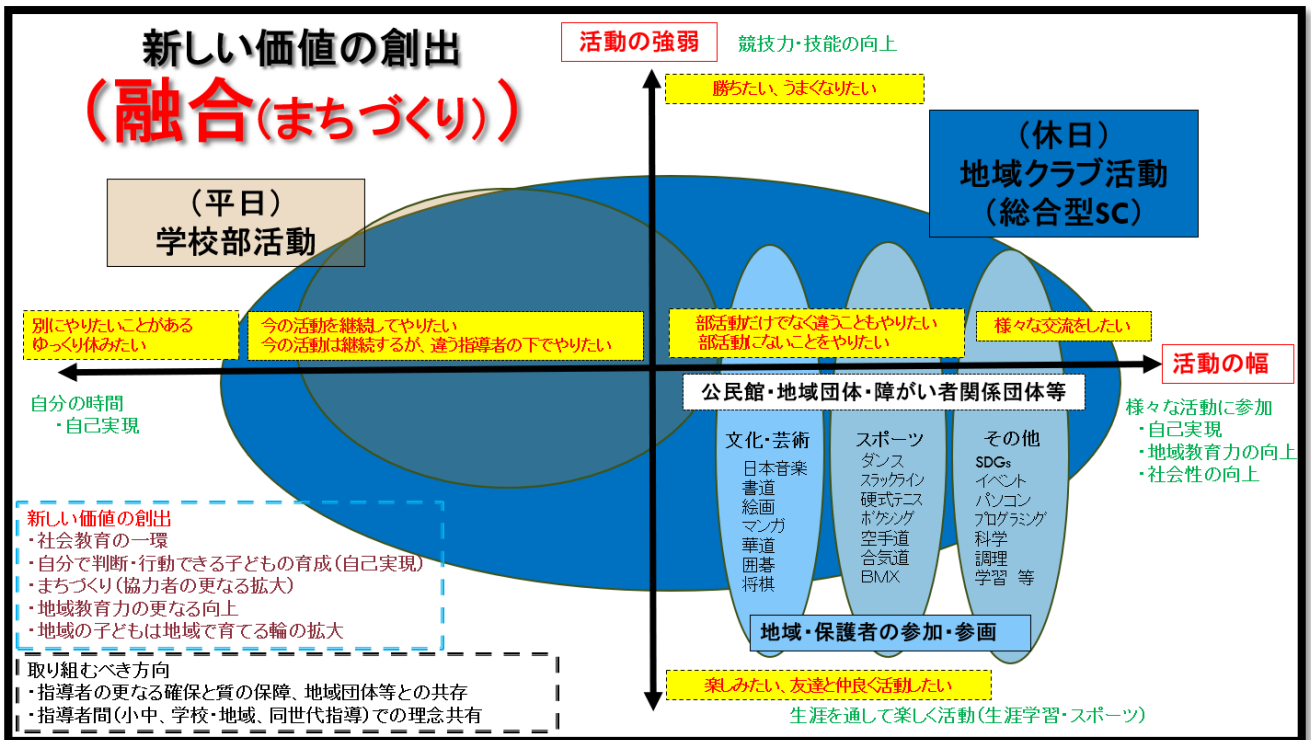 新しい価値の創出
（融合(まちづくり)）
活動の強弱
競技力・技能の向上
勝ちたい、うまくなりたい
（休日）
地域クラブ活動
（総合型SC）
（平日）
学校部活動
別にやりたいことがある
ゆっくり休みたい
今の活動を継続してやりたい
今の活動は継続するが、違う指導者の下でやりたい
部活動だけでなく違うこともやりたい
部活動にないことをやりたい
様々な交流をしたい
活動の幅
自分の時間
・自己実現
公民館・地域団体・障がい者関係団体等
様々な活動に参加
・自己実現
・地域教育力の向上
・社会性の向上
文化・芸術
日本音楽
書道
絵画
マンガ
華道
囲碁
将棋
スポーツ
ダンス
スラックライン
硬式テニス
ボクシング
空手道
合気道
BMX
その他
SDGs
イベント
パソコン
プログラミング
科学
調理
学習 等
地域・保護者の参加・参画
新しい価値の創出
・社会教育の一環
・自分で判断・行動できる子どもの育成(自己実現)
・まちづくり(協力者の更なる拡大)
・地域教育力の更なる向上
・地域の子どもは地域で育てる輪の拡大
取り組むべき方向
・指導者の更なる確保と質の保障、地域団体等との共存
・指導者間(小中、学校・地域、同世代指導)での理念共有
楽しみたい、友達と仲良く活動したい
生涯を通して楽しく活動(生涯学習・スポーツ)